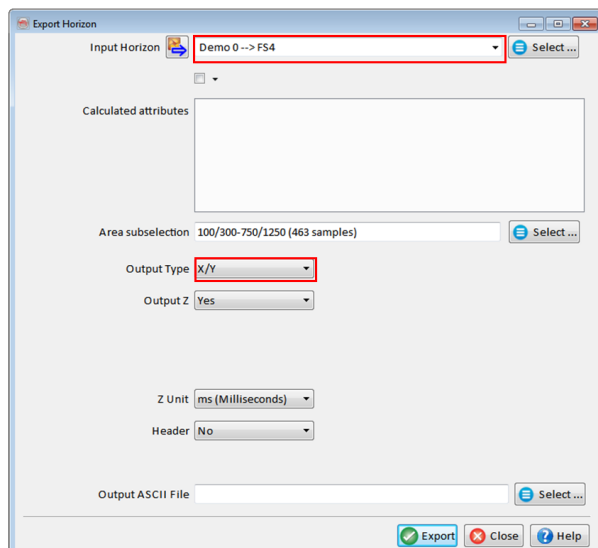 Export Horizon
Input Horizon Demo 0 --> FS4 Select ...
Calculated attributes
Area subselection 100/300-750/1250 (463 samples) Select ...
Output Type X/Y
Output Z Yes
Z Unit ms (Milliseconds)
Header No
Output ASCII File Select ...
Export Close Help